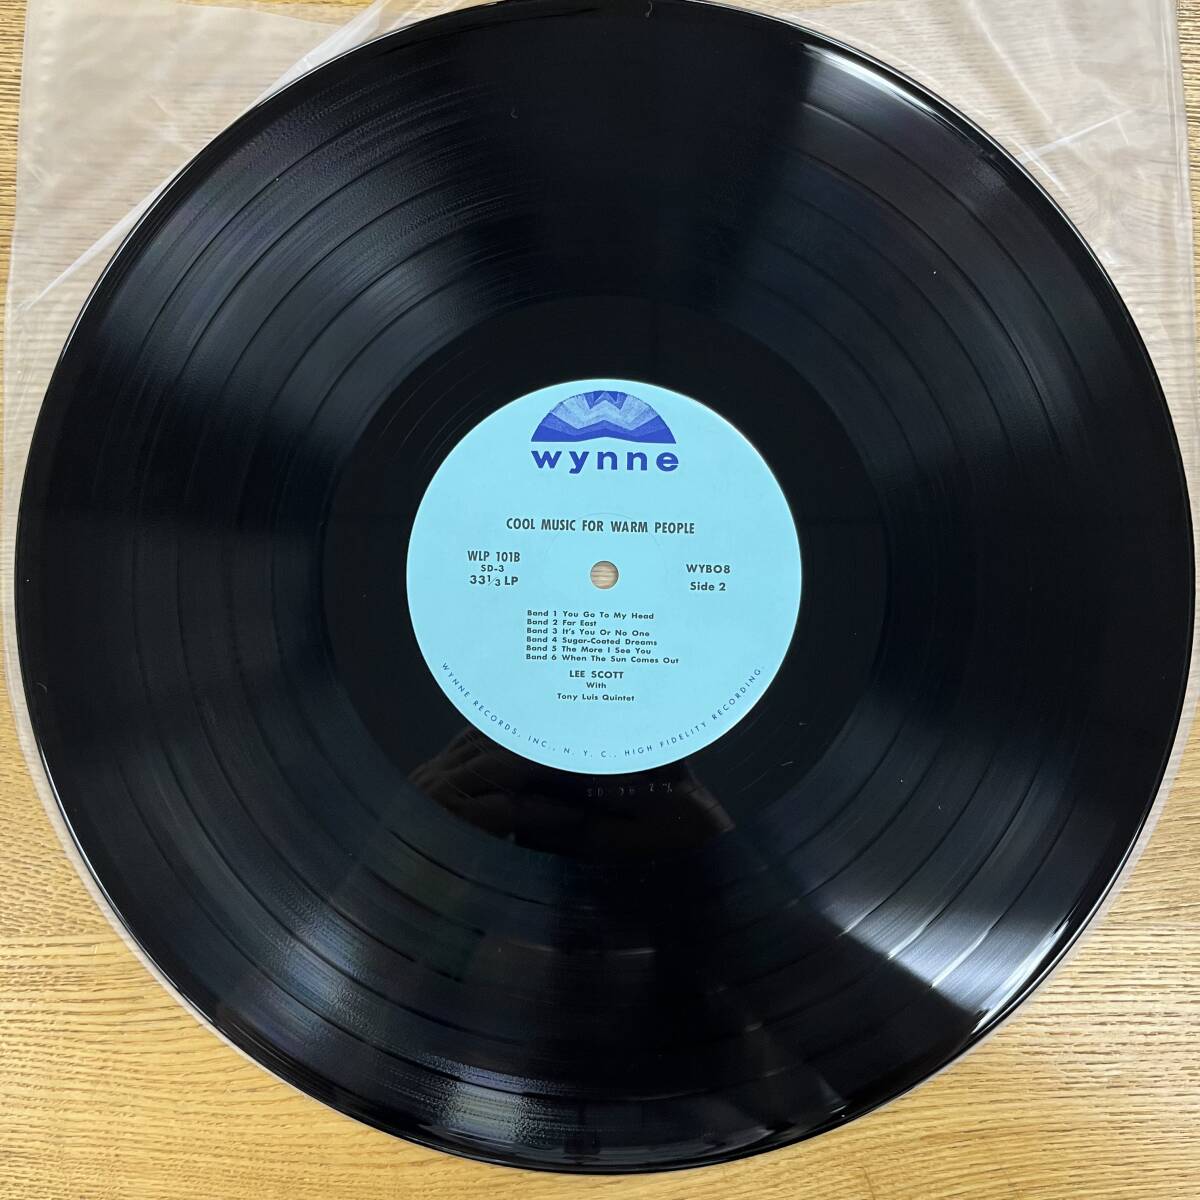 wynne
COOL MUSIC FOR WARM PEOPLE
WLP 101B
SD-3
33 1/3 LP
WYB08
Side 2
Band 1 You Go To My Head
Band 2 Far East
Band 3 It's You Or No One
Band 4 Sugar-Coated Dreams
Band 5 The More I See You
Band 6 When The Sun Comes Out
LEE SCOTT
With
Tony Luis Quintet
WYNNE RECORDS, INC., N. Y. C., HIGH FIDELITY RECORDING.